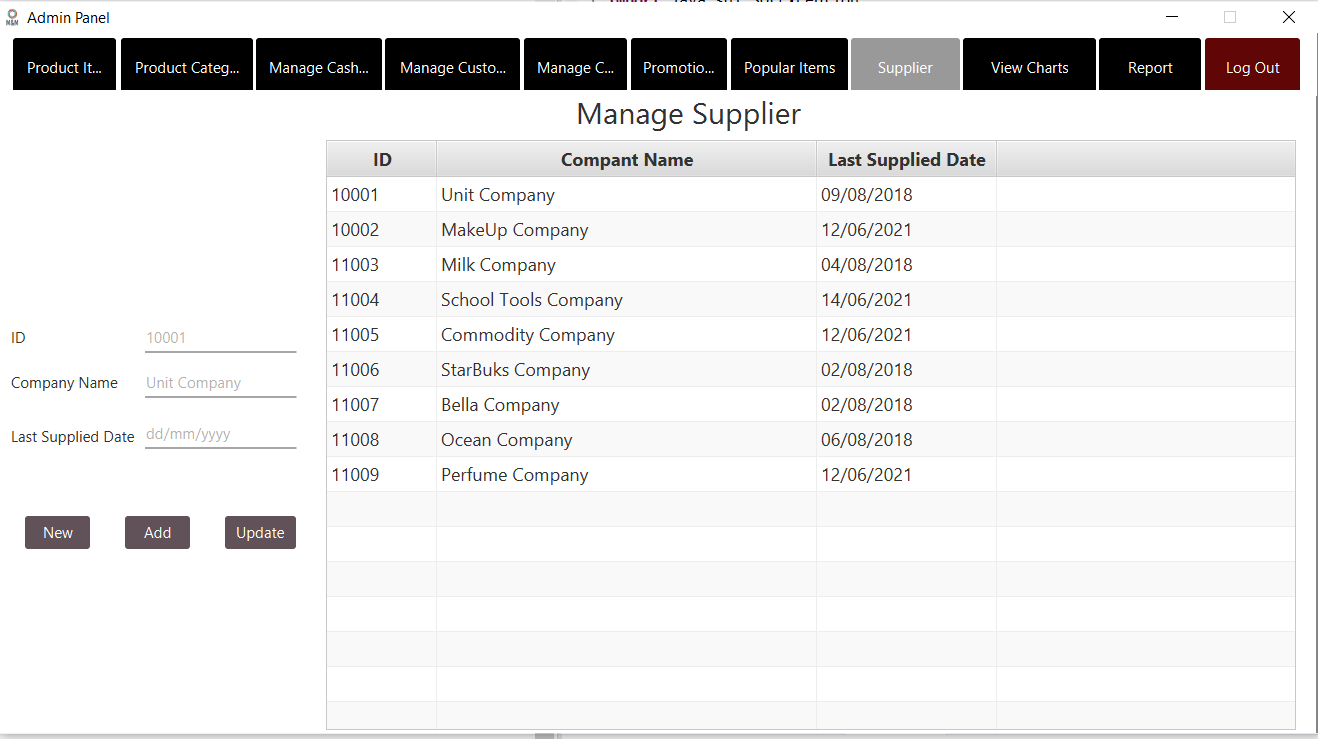 Admin Panel
Product It... Product Categ... Manage Cash... Manage Custo... Manage C... Promotio... Popular Items Supplier View Charts Report Log Out
Manage Supplier
ID Compant Name Last Supplied Date
10001 Unit Company 09/08/2018
10002 MakeUp Company 12/06/2021
11003 Milk Company 04/08/2018
11004 School Tools Company 14/06/2021
11005 Commodity Company 12/06/2021
11006 StarBuks Company 02/08/2018
11007 Bella Company 02/08/2018
11008 Ocean Company 06/08/2018
11009 Perfume Company 12/06/2021
ID 10001
Company Name Unit Company
Last Supplied Date dd/mm/yyyy
New Add Update